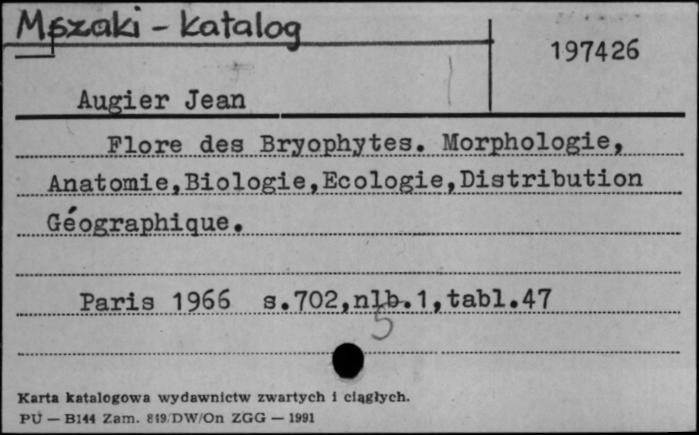 Mszaki - katalog
197426
Augier Jean
Flore des Bryophytes. Morphologie,
Anatomie,Biologie,Ecologie,Distribution
Géographique.
Paris 1966 s.702,nlb.1,tabl.47
5
Karta katalogowa wydawnictw zwartych i ciągłych.
PU — B144 Zam. 819/DW/On ZGG — 1991